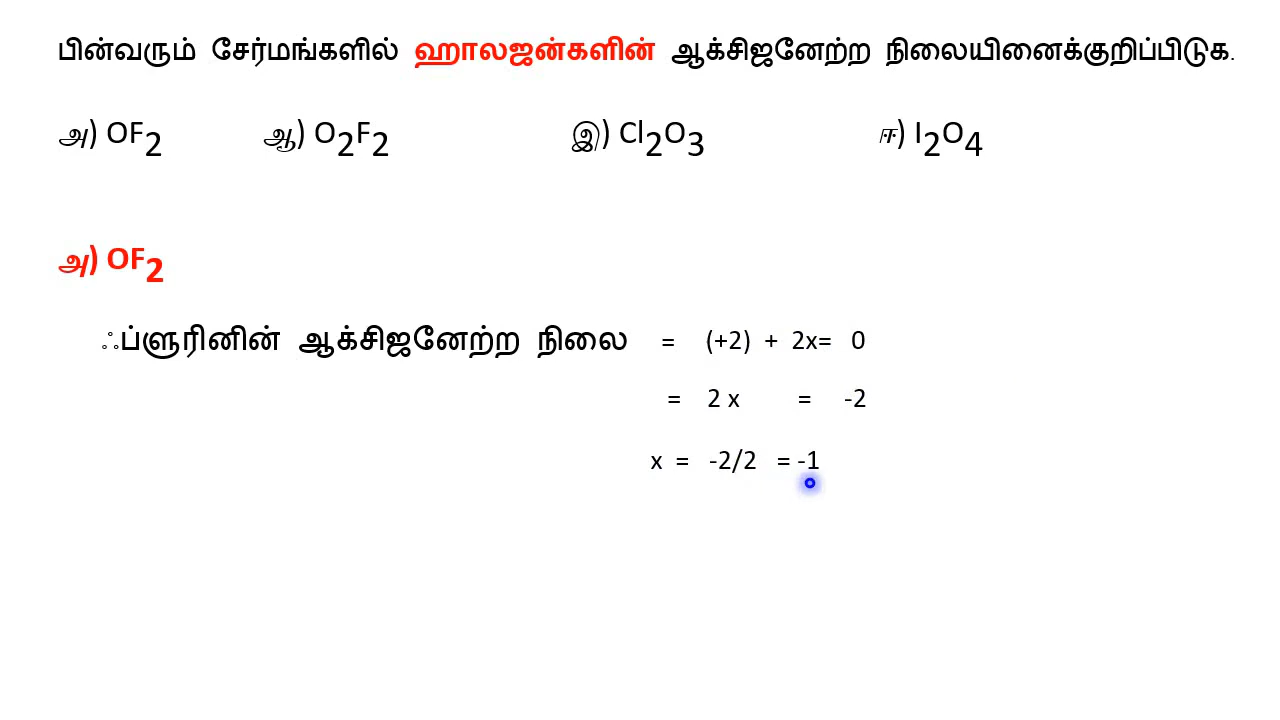 பின்வரும் சேர்மங்களில் ஹாலஜன்களின் ஆக்சிஜனேற்ற நிலையினைக்குறிப்பிடுக.
அ) OF2 ஆ) O2F2 இ) Cl2O3 ஈ) I2O4
அ) OF2
ஃப்ளுரினின் ஆக்சிஜனேற்ற நிலை = (+2) + 2x= 0
= 2 x = -2
x = -2/2 = -1